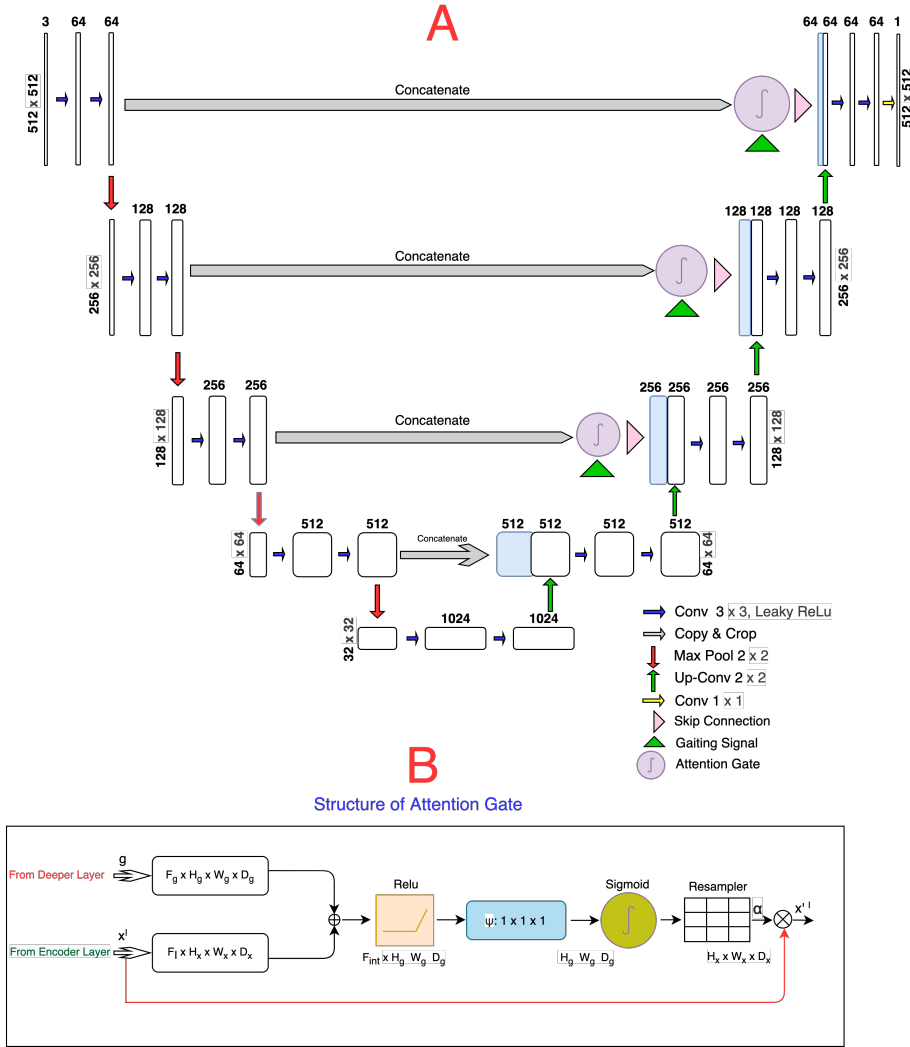 A
3 64 64
64 64 64 64 1
512 x 512
Concatenate
512 x 512
128 128
128 128 128 128
256 x 256
Concatenate
256 x 256
256 256
256 256 256 256
128 x 128
Concatenate
128 x 128
512 512
Concatenate
512 512 512 512
64 x 64
64 x 64
32 x 32
1024 1024
Conv 3 x 3, Leaky ReLu
Copy & Crop
Max Pool 2 x 2
Up-Conv 2 x 2
Conv 1 x 1
Skip Connection
Gaiting Signal
∫ Attention Gate
B
Structure of Attention Gate
From Deeper Layer
g
F_g x H_g x W_g x D_g
From Encoder Layer
x^l
F_l x H_x x W_x x D_x
Relu
F_int x H_g W_g D_g
ψ: 1 x 1 x 1
Sigmoid
∫
H_g W_g D_g
Resampler
H_x x W_x x D_x
α
x'^l